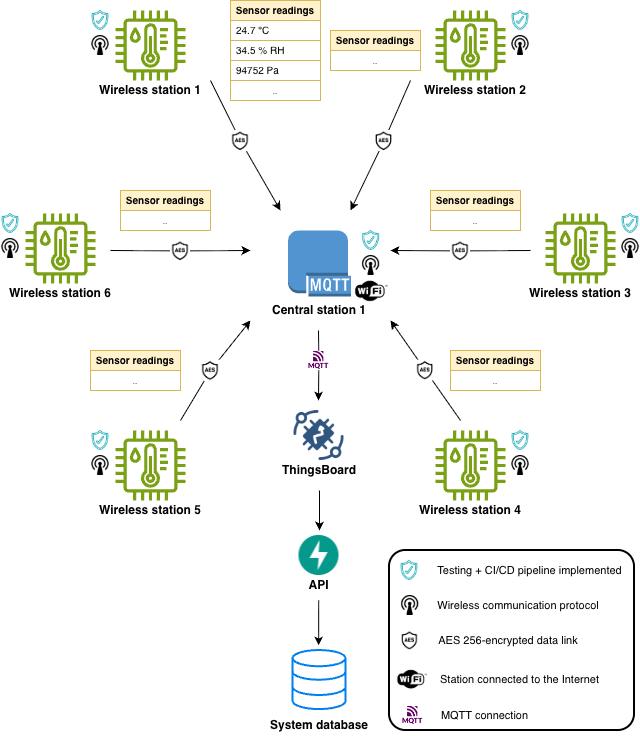 Sensor readings
24.7 °C
34.5 % RH
94752 Pa
..
Sensor readings
..
Wireless station 1
Wireless station 2
AES
AES
Sensor readings
..
Sensor readings
..
AES
AES
Wireless station 6
Wireless station 3
MQTT
WiFi
Central station 1
Sensor readings
..
MQTT
Sensor readings
..
AES
AES
ThingsBoard
Wireless station 5
Wireless station 4
API
System database
Testing + CI/CD pipeline implemented
Wireless communication protocol
AES
AES 256-encrypted data link
WiFi
Station connected to the Internet
MQTT
MQTT connection